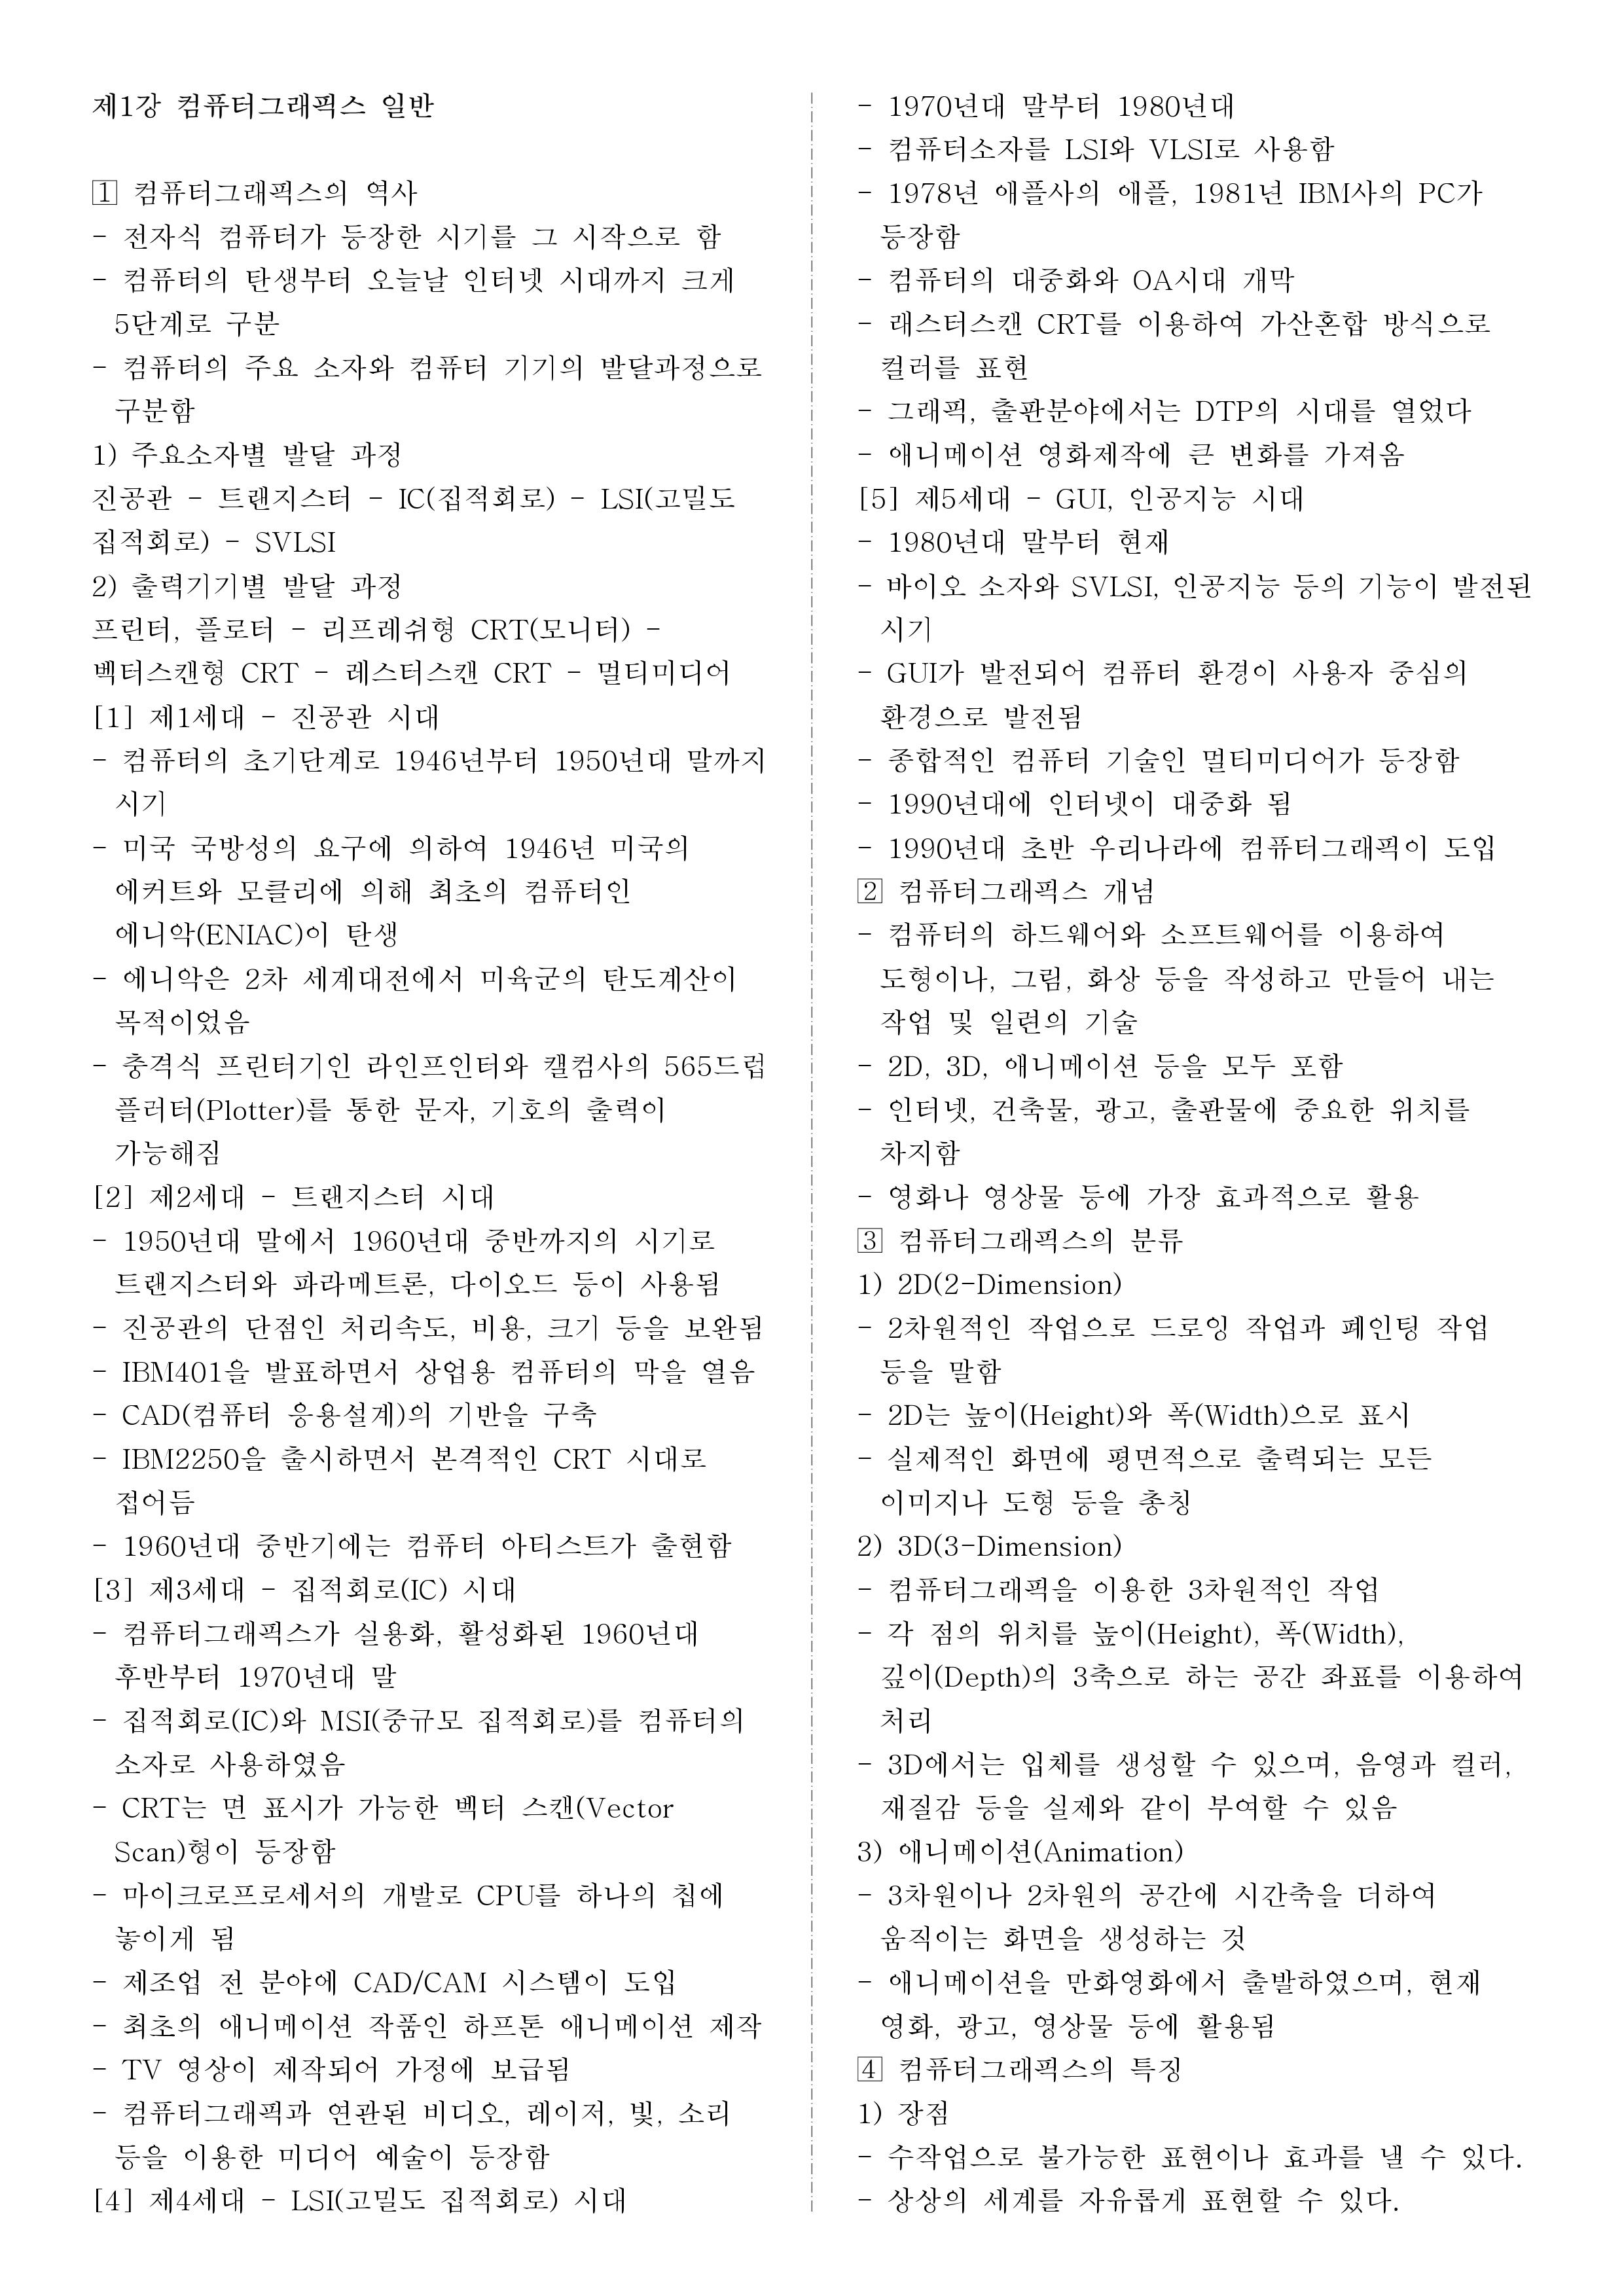 제1강 컴퓨터그래픽스 일반
1 컴퓨터그래픽스의 역사
- 전자식 컴퓨터가 등장한 시기를 그 시작으로 함
- 컴퓨터의 탄생부터 오늘날 인터넷 시대까지 크게
5단계로 구분
- 컴퓨터의 주요 소자와 컴퓨터 기기의 발달과정으로
구분함
1) 주요소자별 발달 과정
진공관 - 트랜지스터 - IC(집적회로) - LSI(고밀도
집적회로) - SVLSI
2) 출력기기별 발달 과정
프린터, 플로터 - 리프레쉬형 CRT(모니터) -
벡터스캔형 CRT - 레스터스캔 CRT - 멀티미디어
[1] 제1세대 - 진공관 시대
- 컴퓨터의 초기단계로 1946년부터 1950년대 말까지
시기
- 미국 국방성의 요구에 의하여 1946년 미국의
에커트와 모클리에 의해 최초의 컴퓨터인
에니악(ENIAC)이 탄생
- 에니악은 2차 세계대전에서 미육군의 탄도계산이
목적이었음
- 충격식 프린터기인 라인프인터와 캘컴사의 565드럽
플러터(Plotter)를 통한 문자, 기호의 출력이
가능해짐
[2] 제2세대 - 트랜지스터 시대
- 1950년대 말에서 1960년대 중반까지의 시기로
트랜지스터와 파라메트론, 다이오드 등이 사용됨
- 진공관의 단점인 처리속도, 비용, 크기 등을 보완됨
- IBM401을 발표하면서 상업용 컴퓨터의 막을 열음
- CAD(컴퓨터 응용설계)의 기반을 구축
- IBM2250을 출시하면서 본격적인 CRT 시대로
접어듬
- 1960년대 중반기에는 컴퓨터 아티스트가 출현함
[3] 제3세대 - 집적회로(IC) 시대
- 컴퓨터그래픽스가 실용화, 활성화된 1960년대
후반부터 1970년대 말
- 집적회로(IC)와 MSI(중규모 집적회로)를 컴퓨터의
소자로 사용하였음
- CRT는 면 표시가 가능한 벡터 스캔(Vector
Scan)형이 등장함
- 마이크로프로세서의 개발로 CPU를 하나의 칩에
놓이게 됨
- 제조업 전 분야에 CAD/CAM 시스템이 도입
- 최초의 애니메이션 작품인 하프톤 애니메이션 제작
- TV 영상이 제작되어 가정에 보급됨
- 컴퓨터그래픽과 연관된 비디오, 레이저, 빛, 소리
등을 이용한 미디어 예술이 등장함
[4] 제4세대 - LSI(고밀도 집적회로) 시대
- 1970년대 말부터 1980년대
- 컴퓨터소자를 LSI와 VLSI로 사용함
- 1978년 애플사의 애플, 1981년 IBM사의 PC가
등장함
- 컴퓨터의 대중화와 OA시대 개막
- 래스터스캔 CRT를 이용하여 가산혼합 방식으로
컬러를 표현
- 그래픽, 출판분야에서는 DTP의 시대를 열었다
- 애니메이션 영화제작에 큰 변화를 가져옴
[5] 제5세대 - GUI, 인공지능 시대
- 1980년대 말부터 현재
- 바이오 소자와 SVLSI, 인공지능 등의 기능이 발전된
시기
- GUI가 발전되어 컴퓨터 환경이 사용자 중심의
환경으로 발전됨
- 종합적인 컴퓨터 기술인 멀티미디어가 등장함
- 1990년대에 인터넷이 대중화 됨
- 1990년대 초반 우리나라에 컴퓨터그래픽이 도입
2 컴퓨터그래픽스 개념
- 컴퓨터의 하드웨어와 소프트웨어를 이용하여
도형이나, 그림, 화상 등을 작성하고 만들어 내는
작업 및 일련의 기술
- 2D, 3D, 애니메이션 등을 모두 포함
- 인터넷, 건축물, 광고, 출판물에 중요한 위치를
차지함
- 영화나 영상물 등에 가장 효과적으로 활용
3 컴퓨터그래픽스의 분류
1) 2D(2-Dimension)
- 2차원적인 작업으로 드로잉 작업과 페인팅 작업
등을 말함
- 2D는 높이(Height)와 폭(Width)으로 표시
- 실제적인 화면에 평면적으로 출력되는 모든
이미지나 도형 등을 총칭
2) 3D(3-Dimension)
- 컴퓨터그래픽을 이용한 3차원적인 작업
- 각 점의 위치를 높이(Height), 폭(Width),
깊이(Depth)의 3축으로 하는 공간 좌표를 이용하여
처리
- 3D에서는 입체를 생성할 수 있으며, 음영과 컬러,
재질감 등을 실제와 같이 부여할 수 있음
3) 애니메이션(Animation)
- 3차원이나 2차원의 공간에 시간축을 더하여
움직이는 화면을 생성하는 것
- 애니메이션을 만화영화에서 출발하였으며, 현재
영화, 광고, 영상물 등에 활용됨
4 컴퓨터그래픽스의 특징
1) 장점
- 수작업으로 불가능한 표현이나 효과를 낼 수 있다.
- 상상의 세계를 자유롭게 표현할 수 있다.